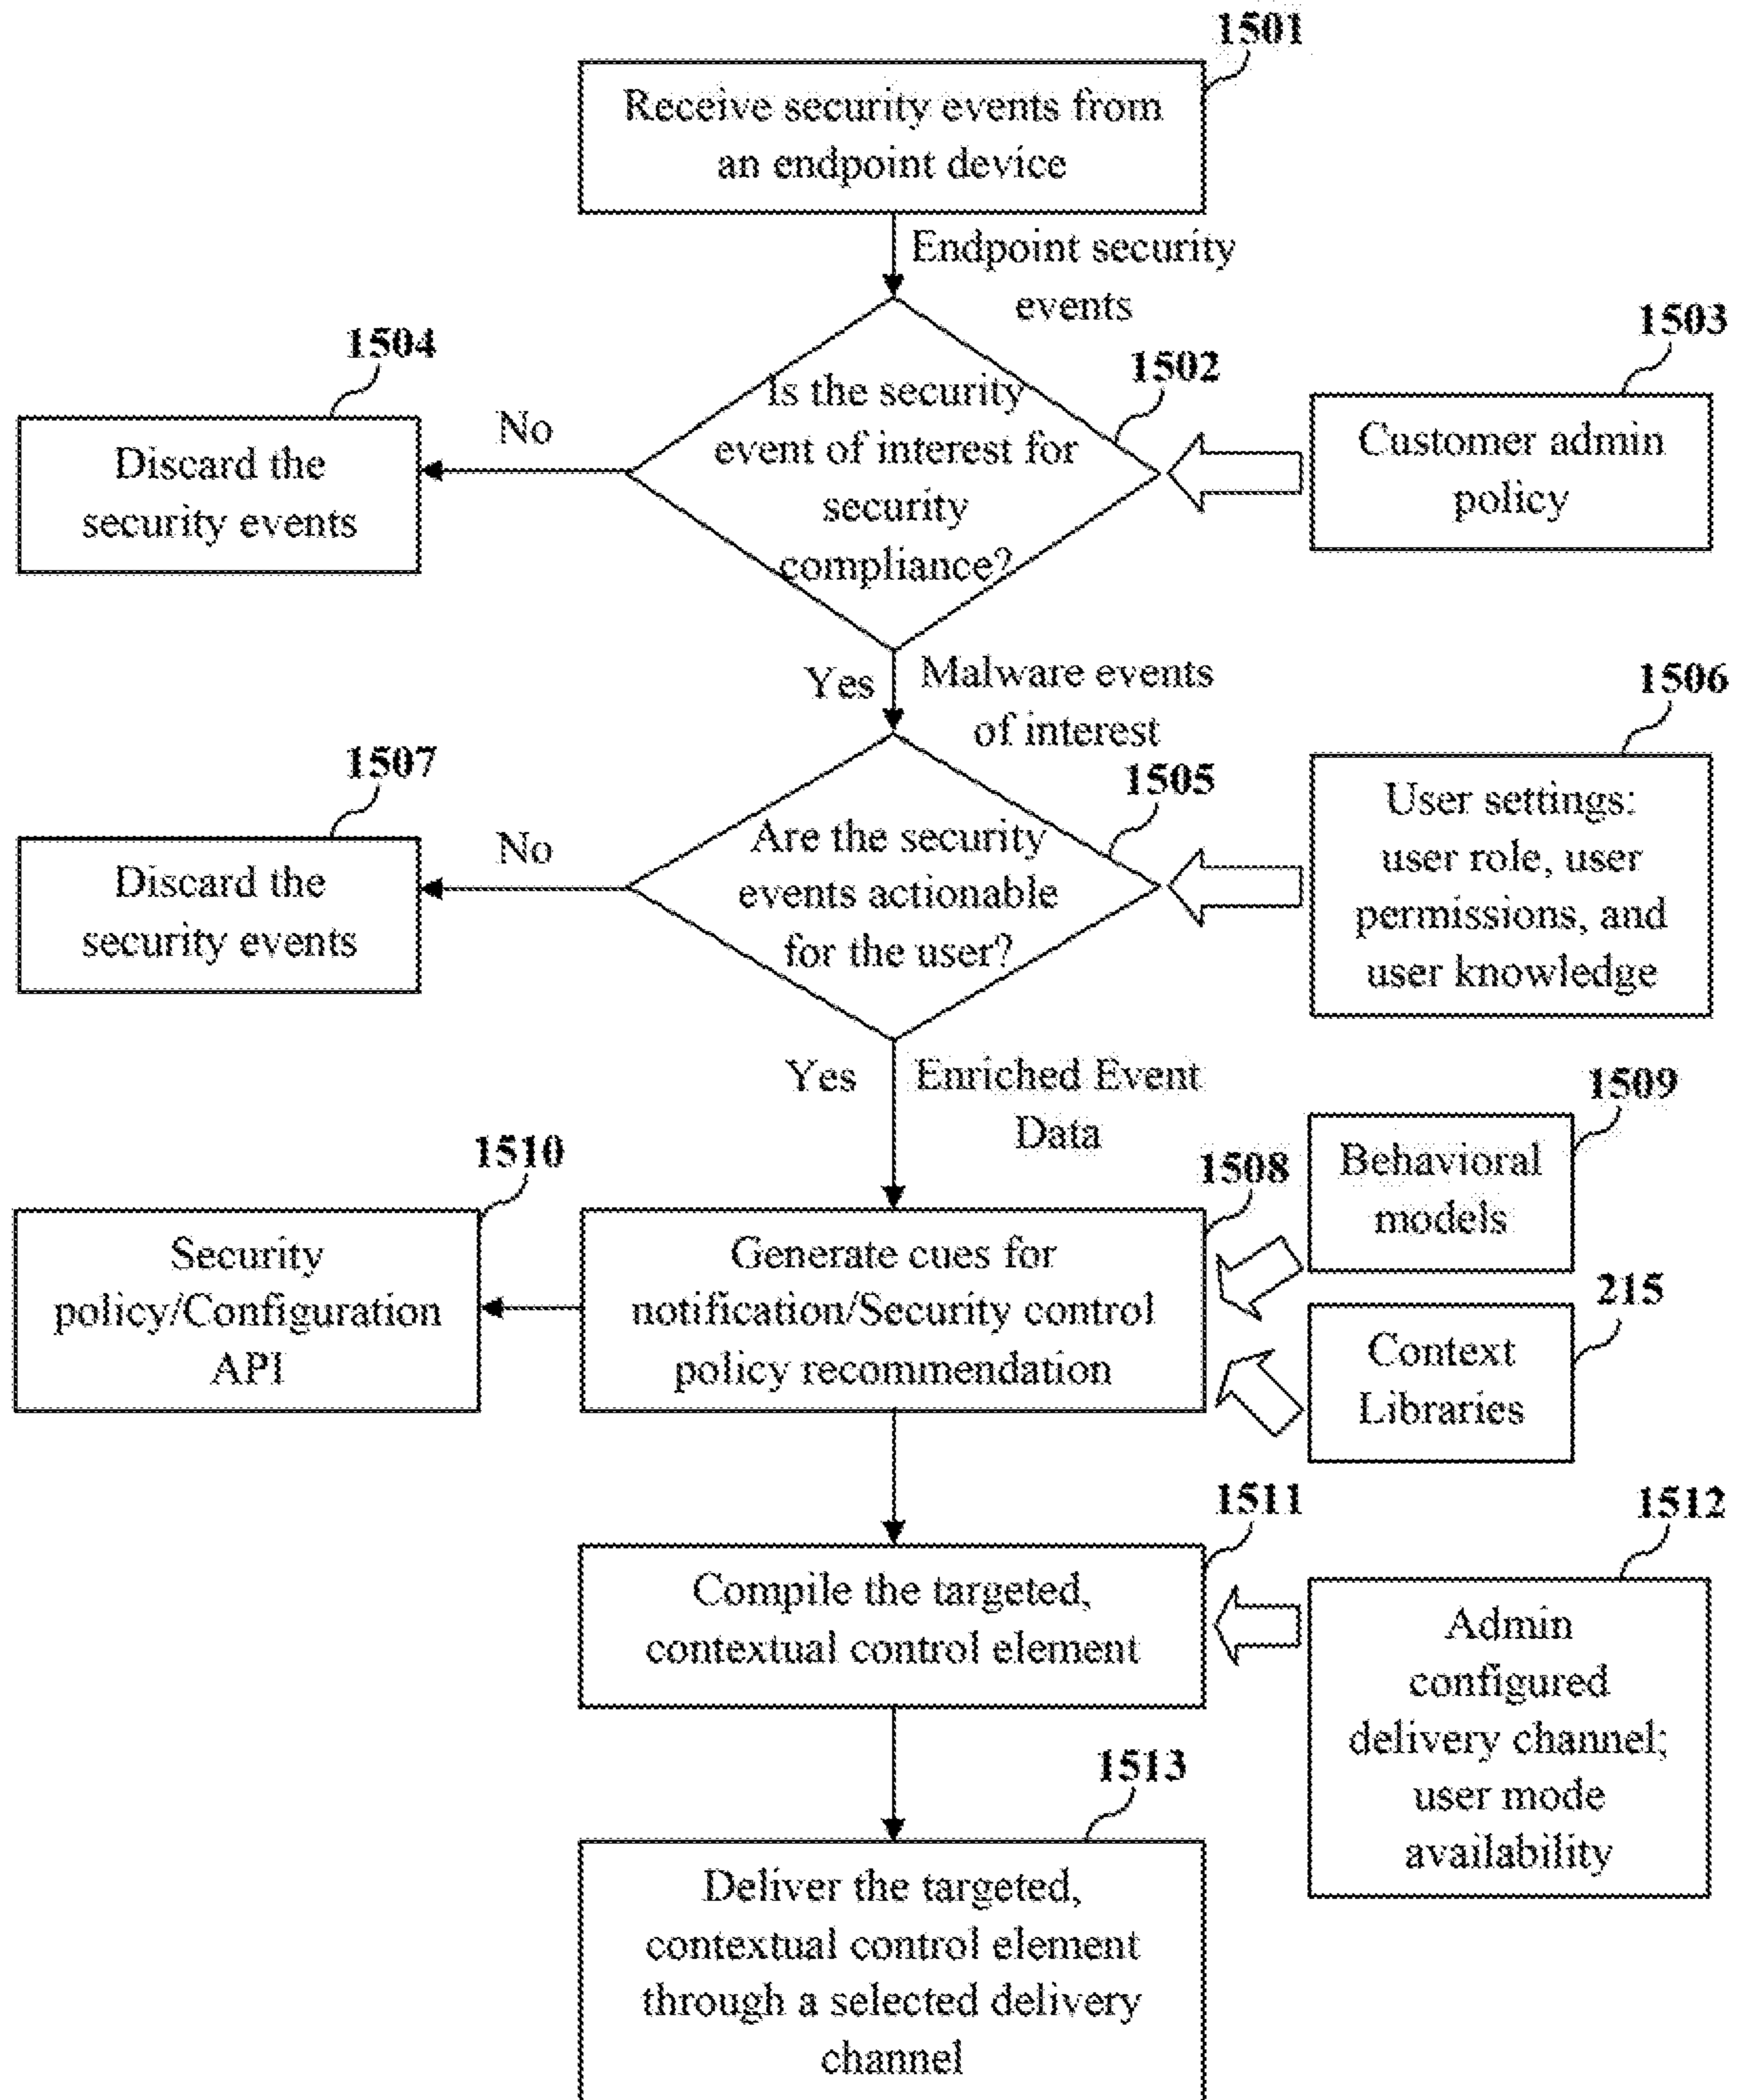 1501
Receive security events from
an endpoint device
Endpoint security
events
1504
Discard the
security events
No
1502
Is the security
event of interest for
security
compliance?
1503
Customer admin
policy
Yes
Malware events
of interest
1507
Discard the
security events
No
1505
Are the security
events actionable
for the user?
1506
User settings:
user role, user
permissions, and
user knowledge
Yes
Enriched Event
Data
1510
Security
policy/Configuration
API
1508
Generate cues for
notification/Security control
policy recommendation
1509
Behavioral
models
215
Context
Libraries
1511
Compile the targeted,
contextual control element
1512
Admin
configured
delivery channel;
user mode
availability
1513
Deliver the targeted,
contextual control element
through a selected delivery
channel